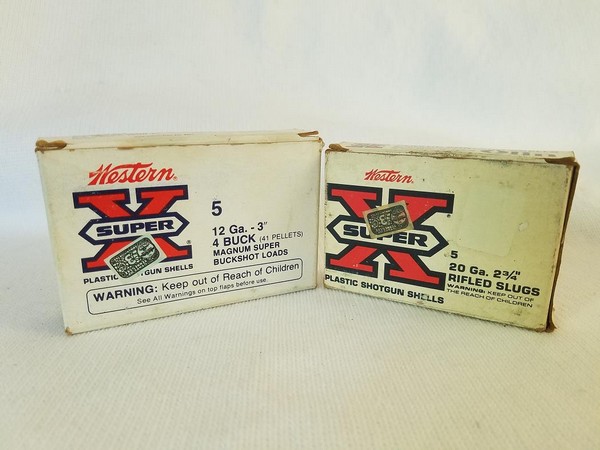 Western
SUPER
X
®
PLASTIC SHOTGUN SHELLS
5
12 Ga. - 3"
4 BUCK (41 PELLETS)
MAGNUM SUPER
BUCKSHOT LOADS
WARNING: Keep out of Reach of Children
See All Warnings on top flaps before use.
Western
SUPER
X
PLASTIC SHOTGUN SHELLS
5
20 Ga. 2¾"
RIFLED SLUGS
WARNING: KEEP OUT OF
THE REACH OF CHILDREN